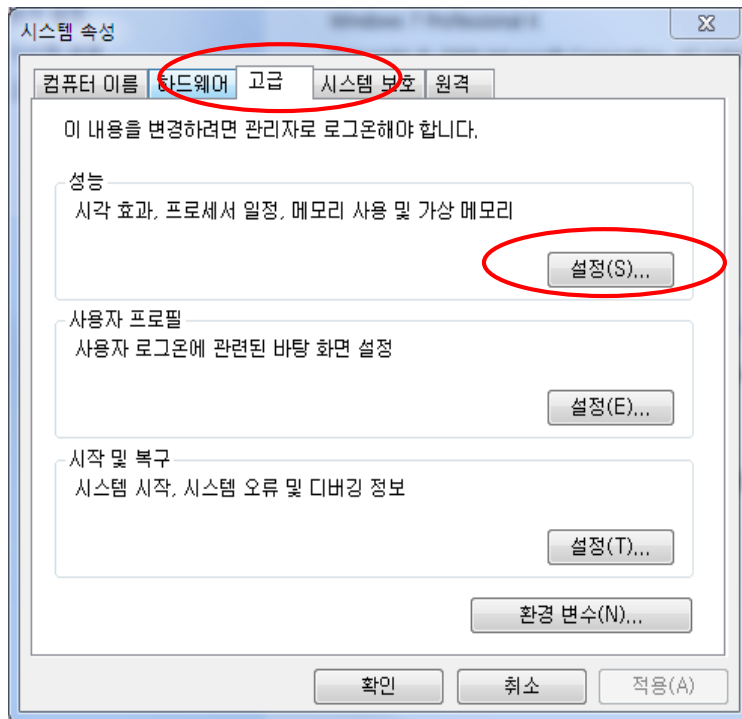 Windows 7 Professional K
시스템 속성
컴퓨터 이름 하드웨어 고급 시스템 보호 원격
이 내용을 변경하려면 관리자로 로그온해야 합니다.
성능
시각 효과, 프로세서 일정, 메모리 사용 및 가상 메모리
설정(S)...
사용자 프로필
사용자 로그온에 관련된 바탕 화면 설정
설정(E)...
시작 및 복구
시스템 시작, 시스템 오류 및 디버깅 정보
설정(T)...
환경 변수(N)...
확인 취소 적용(A)